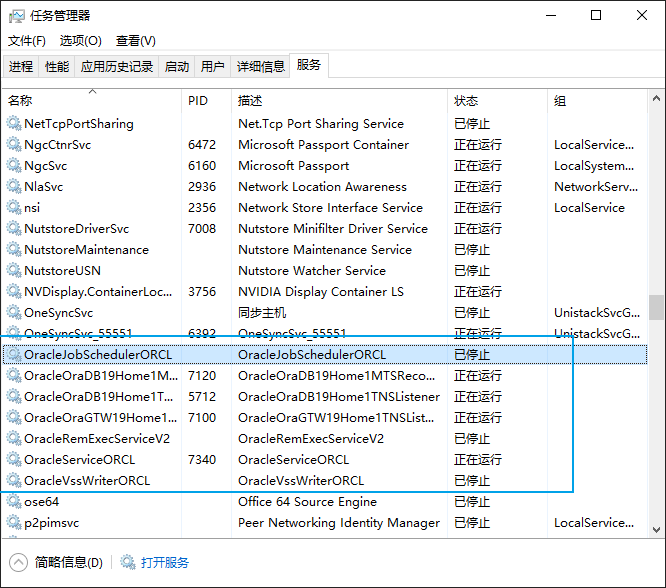 任务管理器
文件(F) 选项(O) 查看(V)
进程 性能 应用历史记录 启动 用户 详细信息 服务
名称 PID 描述 状态 组
NetTcpPortSharing Net.Tcp Port Sharing Service 已停止
NgcCtnrSvc 6472 Microsoft Passport Container 正在运行 LocalService...
NgcSvc 6160 Microsoft Passport 正在运行 LocalSystem...
NlaSvc 2936 Network Location Awareness 正在运行 NetworkServ...
nsi 2356 Network Store Interface Service 正在运行 LocalService
NutstoreDriverSvc 7008 Nutstore Minifilter Driver Service 正在运行
NutstoreMaintenance Nutstore Maintenance Service 已停止
NutstoreUSN Nutstore Watcher Service 已停止
NVDisplay.ContainerLoc... 3756 NVIDIA Display Container LS 正在运行
OneSyncSvc 同步主机 已停止 UnistackSvcG...
OneSyncSvc_55551 6392 OneSyncSvc_55551 正在运行 UnistackSvcG...
OracleJobSchedulerORCL OracleJobSchedulerORCL 已停止
OracleOraDB19Home1M... 7120 OracleOraDB19Home1MTSReco... 正在运行
OracleOraDB19Home1T... 5712 OracleOraDB19Home1TNSListener 正在运行
OracleOraGTW19Home1... 7100 OracleOraGTW19Home1TNSList... 正在运行
OracleRemExecServiceV2 OracleRemExecServiceV2 已停止
OracleServiceORCL 7340 OracleServiceORCL 正在运行
OracleVssWriterORCL OracleVssWriterORCL 已停止
ose64 Office 64 Source Engine 已停止
p2pimsvc Peer Networking Identity Manager 已停止 LocalService...
简略信息(D) 打开服务